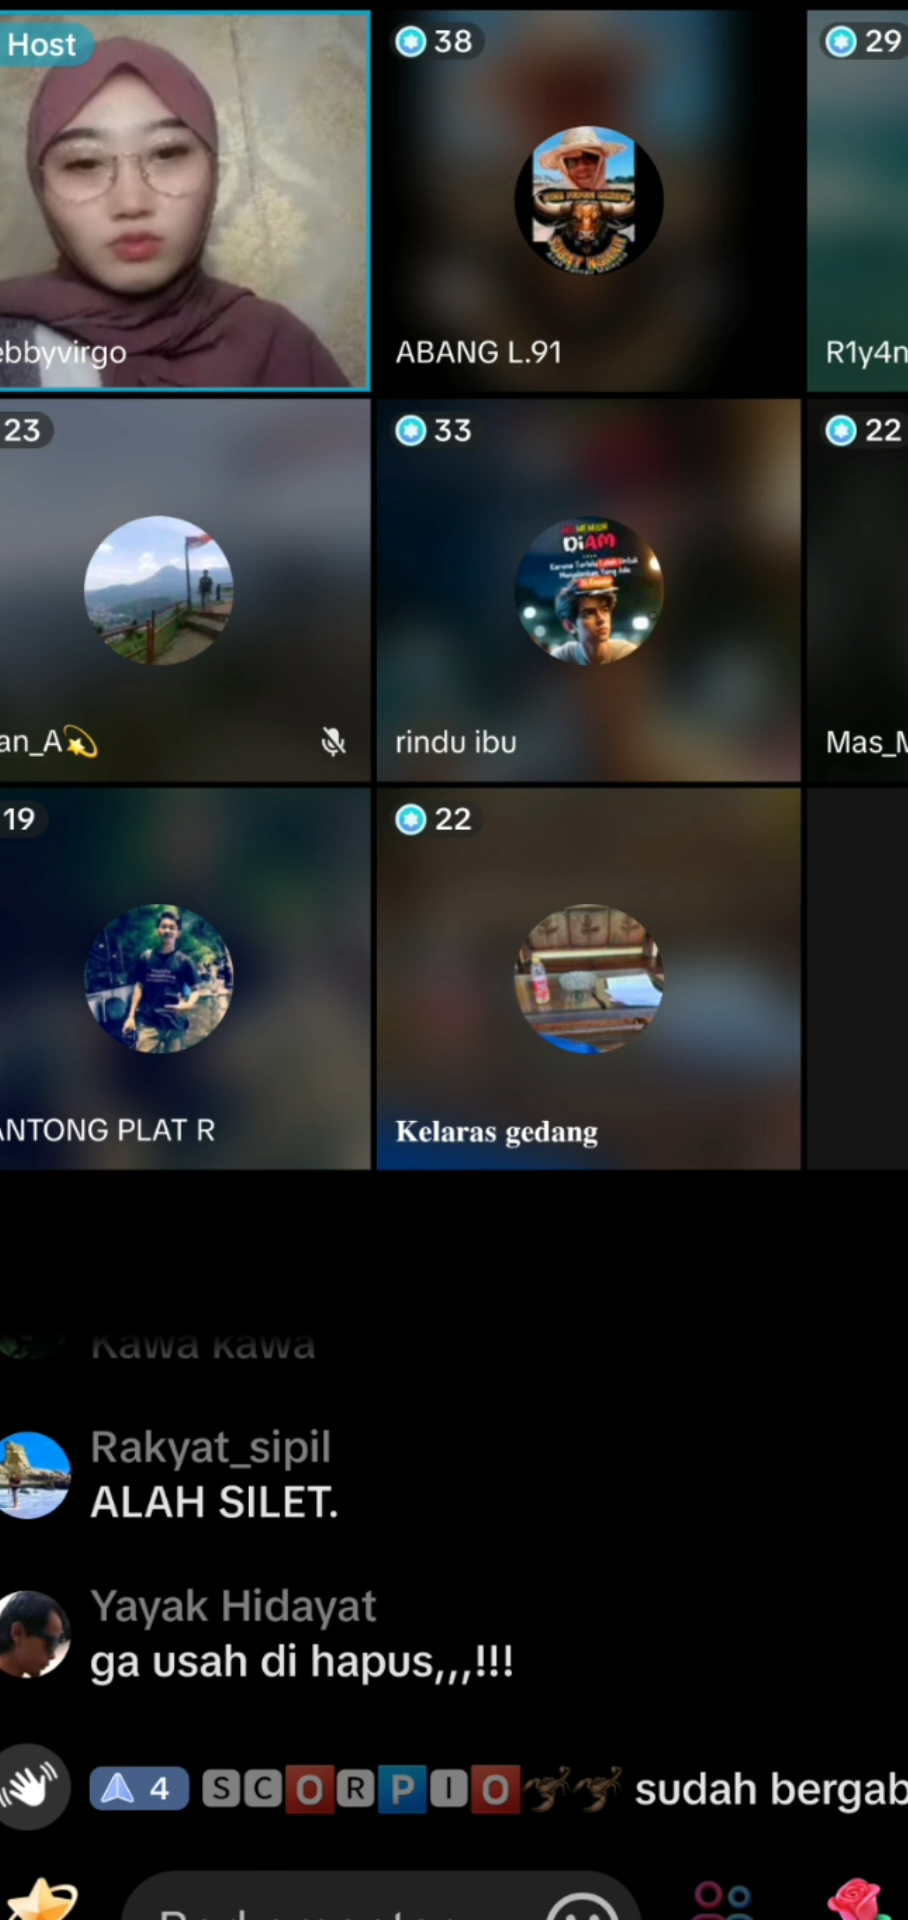 Host
38
29
ebbyvirgo
ABANG L.91
R1y4n
23
33
22
DiAM
an_A💫
rindu ibu
Mas_M
19
22
ANTONG PLAT R
Kelaras gedang
Kawa kawa
Rakyat_sipil
ALAH SILET.
Yayak Hidayat
ga usah di hapus,,,!!!
4 SCORPIO🦂🦂 sudah bergab